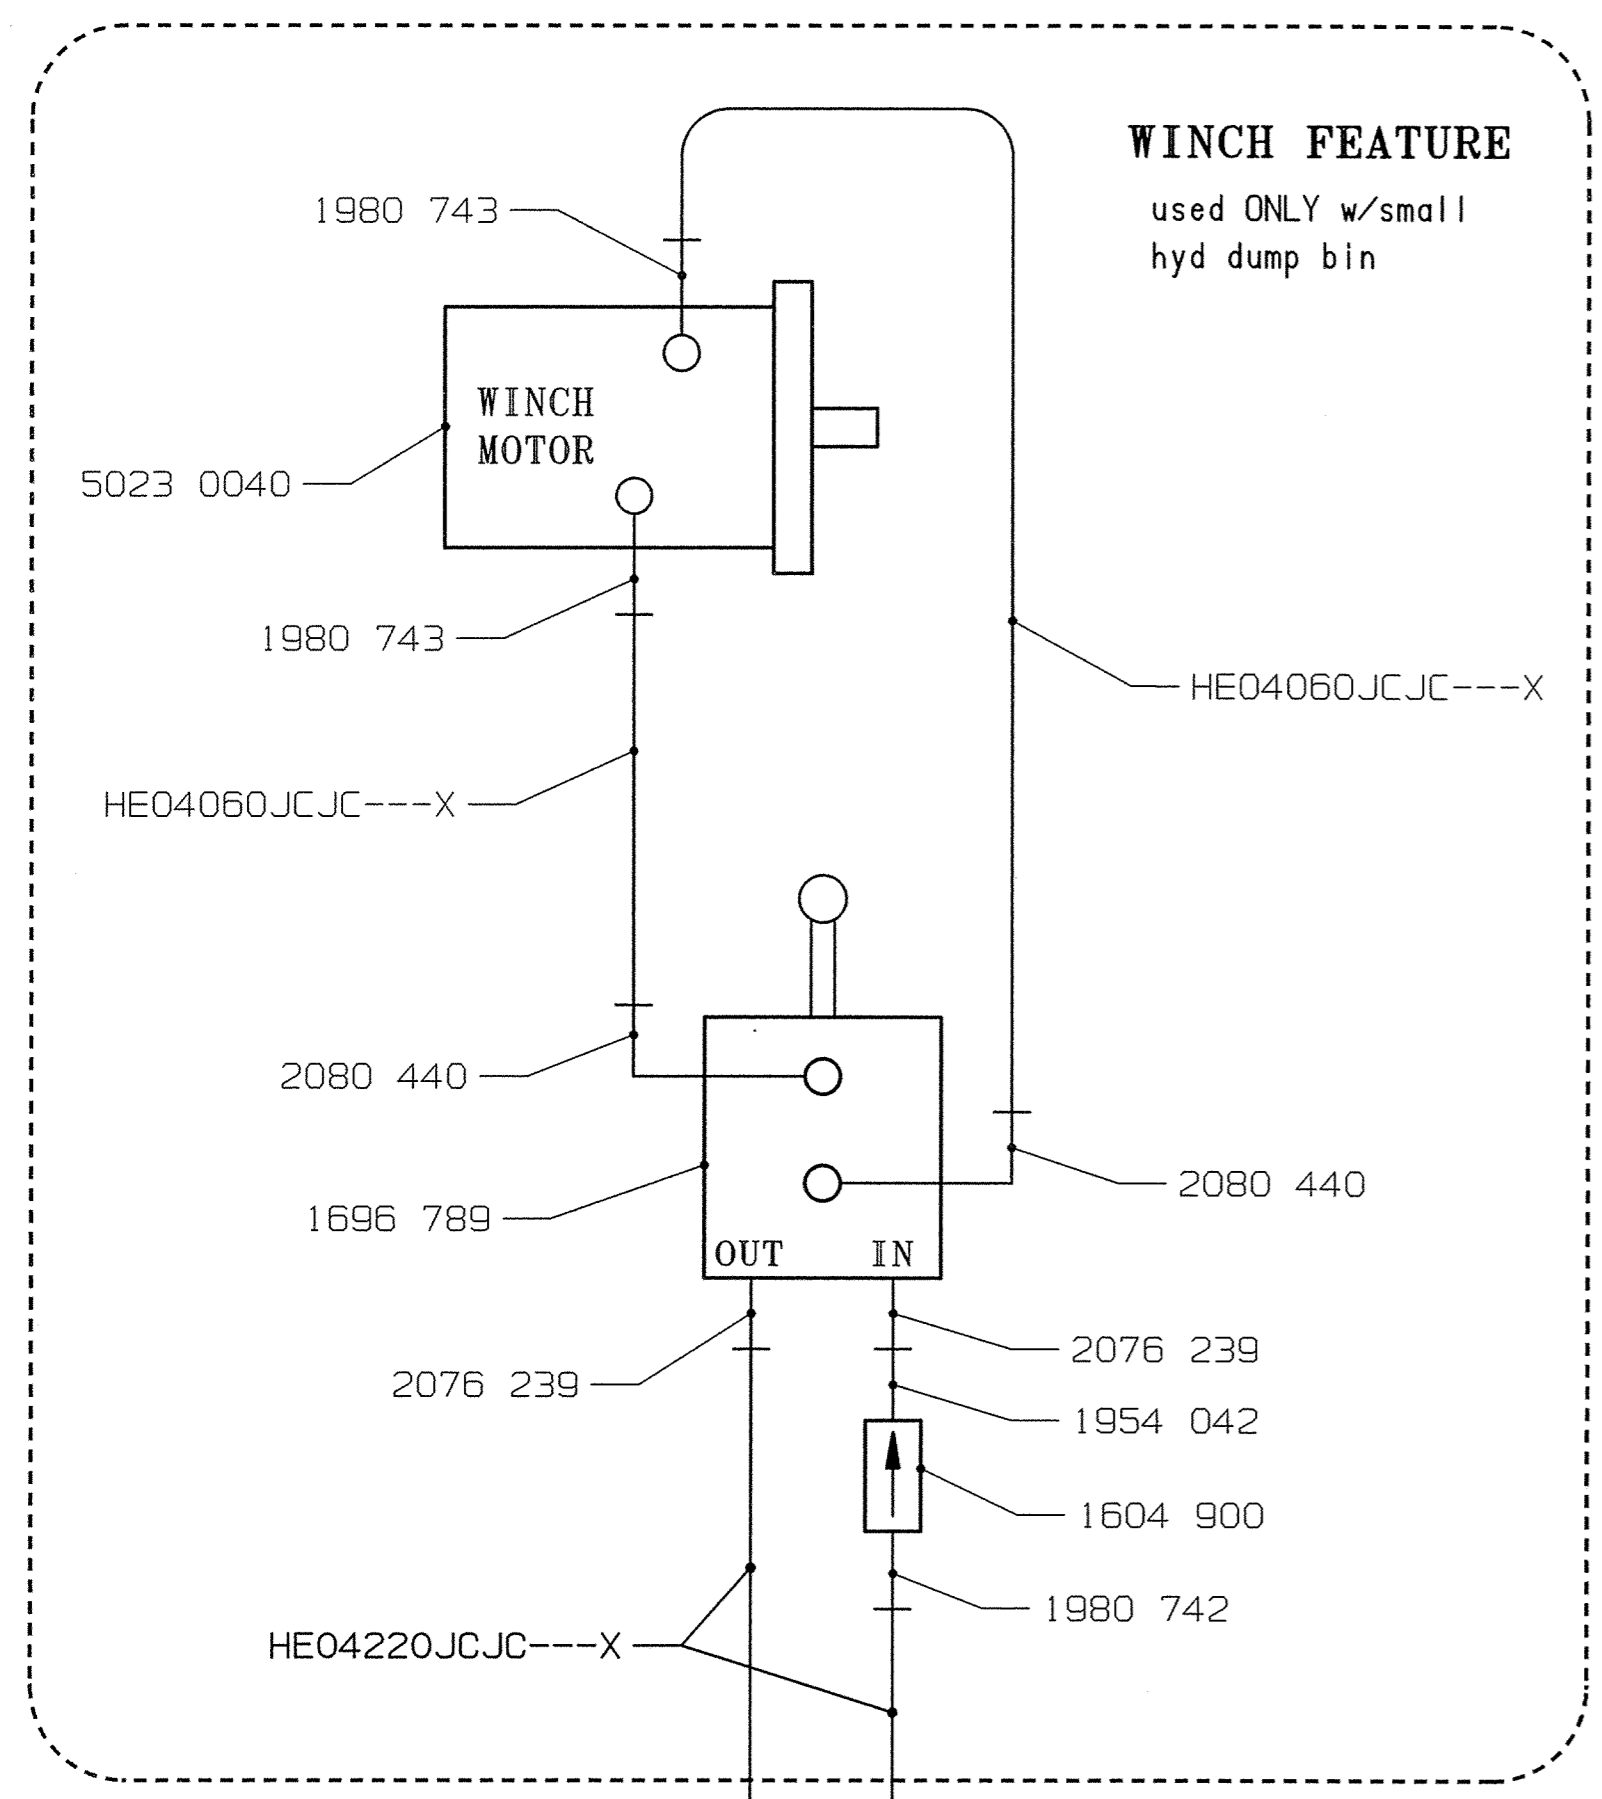 WINCH FEATURE
used ONLY w/small
hyd dump bin
1980 743
WINCH
MOTOR
5023 0040
1980 743
HE04060JCJC---X
HE04060JCJC---X
2080 440
2080 440
1696 789
OUT IN
2076 239
2076 239
1954 042
1604 900
1980 742
HE04220JCJC---X